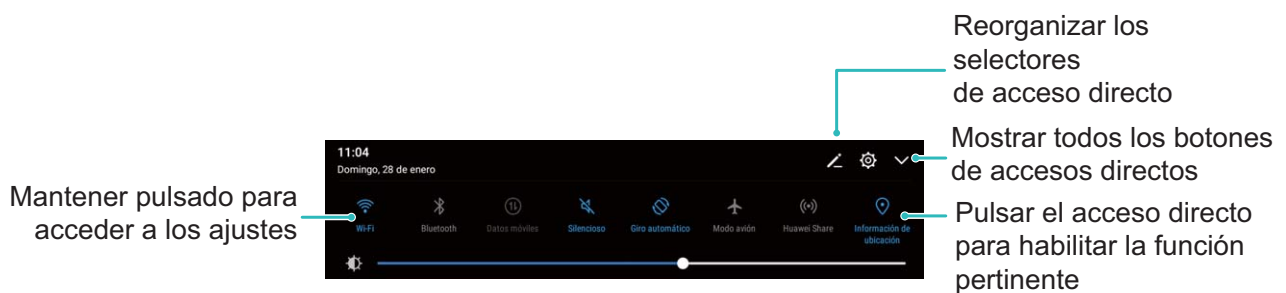 Reorganizar los
selectores
de acceso directo
Mostrar todos los botones
de accesos directos
11:04
Domingo, 28 de enero
Mantener pulsado para
acceder a los ajustes
Wi-Fi
Bluetooth
Datos móviles
Silencioso
Giro automático
Modo avión
Huawei Share
Información de
ubicación
Pulsar el acceso directo
para habilitar la función
pertinente